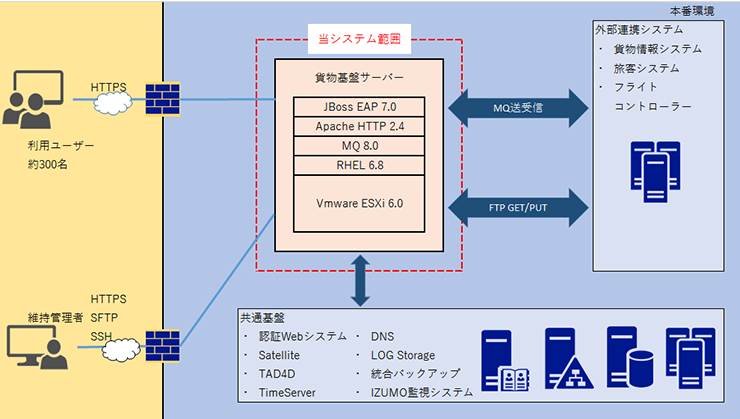 本番環境
当システム範囲
外部連携システム
・ 貨物情報システム
・ 旅客システム
・ フライト
コントローラー
貨物基盤サーバー
JBoss EAP 7.0
Apache HTTP 2.4
MQ 8.0
RHEL 6.8
Vmware ESXi 6.0
HTTPS
利用ユーザー
約300名
MQ送受信
FTP GET/PUT
HTTPS
SFTP
SSH
維持管理者
共通基盤
・ 認証Webシステム
・ Satellite
・ TAD4D
・ TimeServer
・ DNS
・ LOG Storage
・ 統合バックアップ
・ IZUMO監視システム